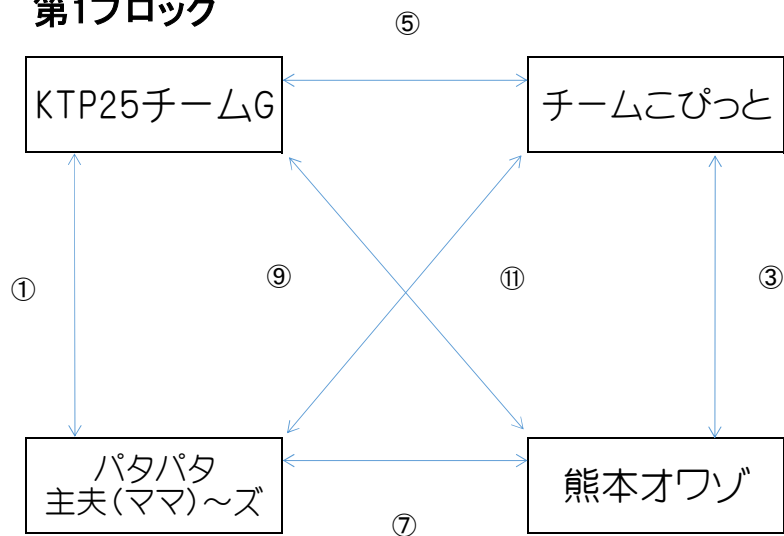 第1ブロック
⑤
KTP25チームG
チームこぴっと
①
⑨
⑪
③
パタパタ
主夫(ママ)～ズ
熊本オワゾ
⑦